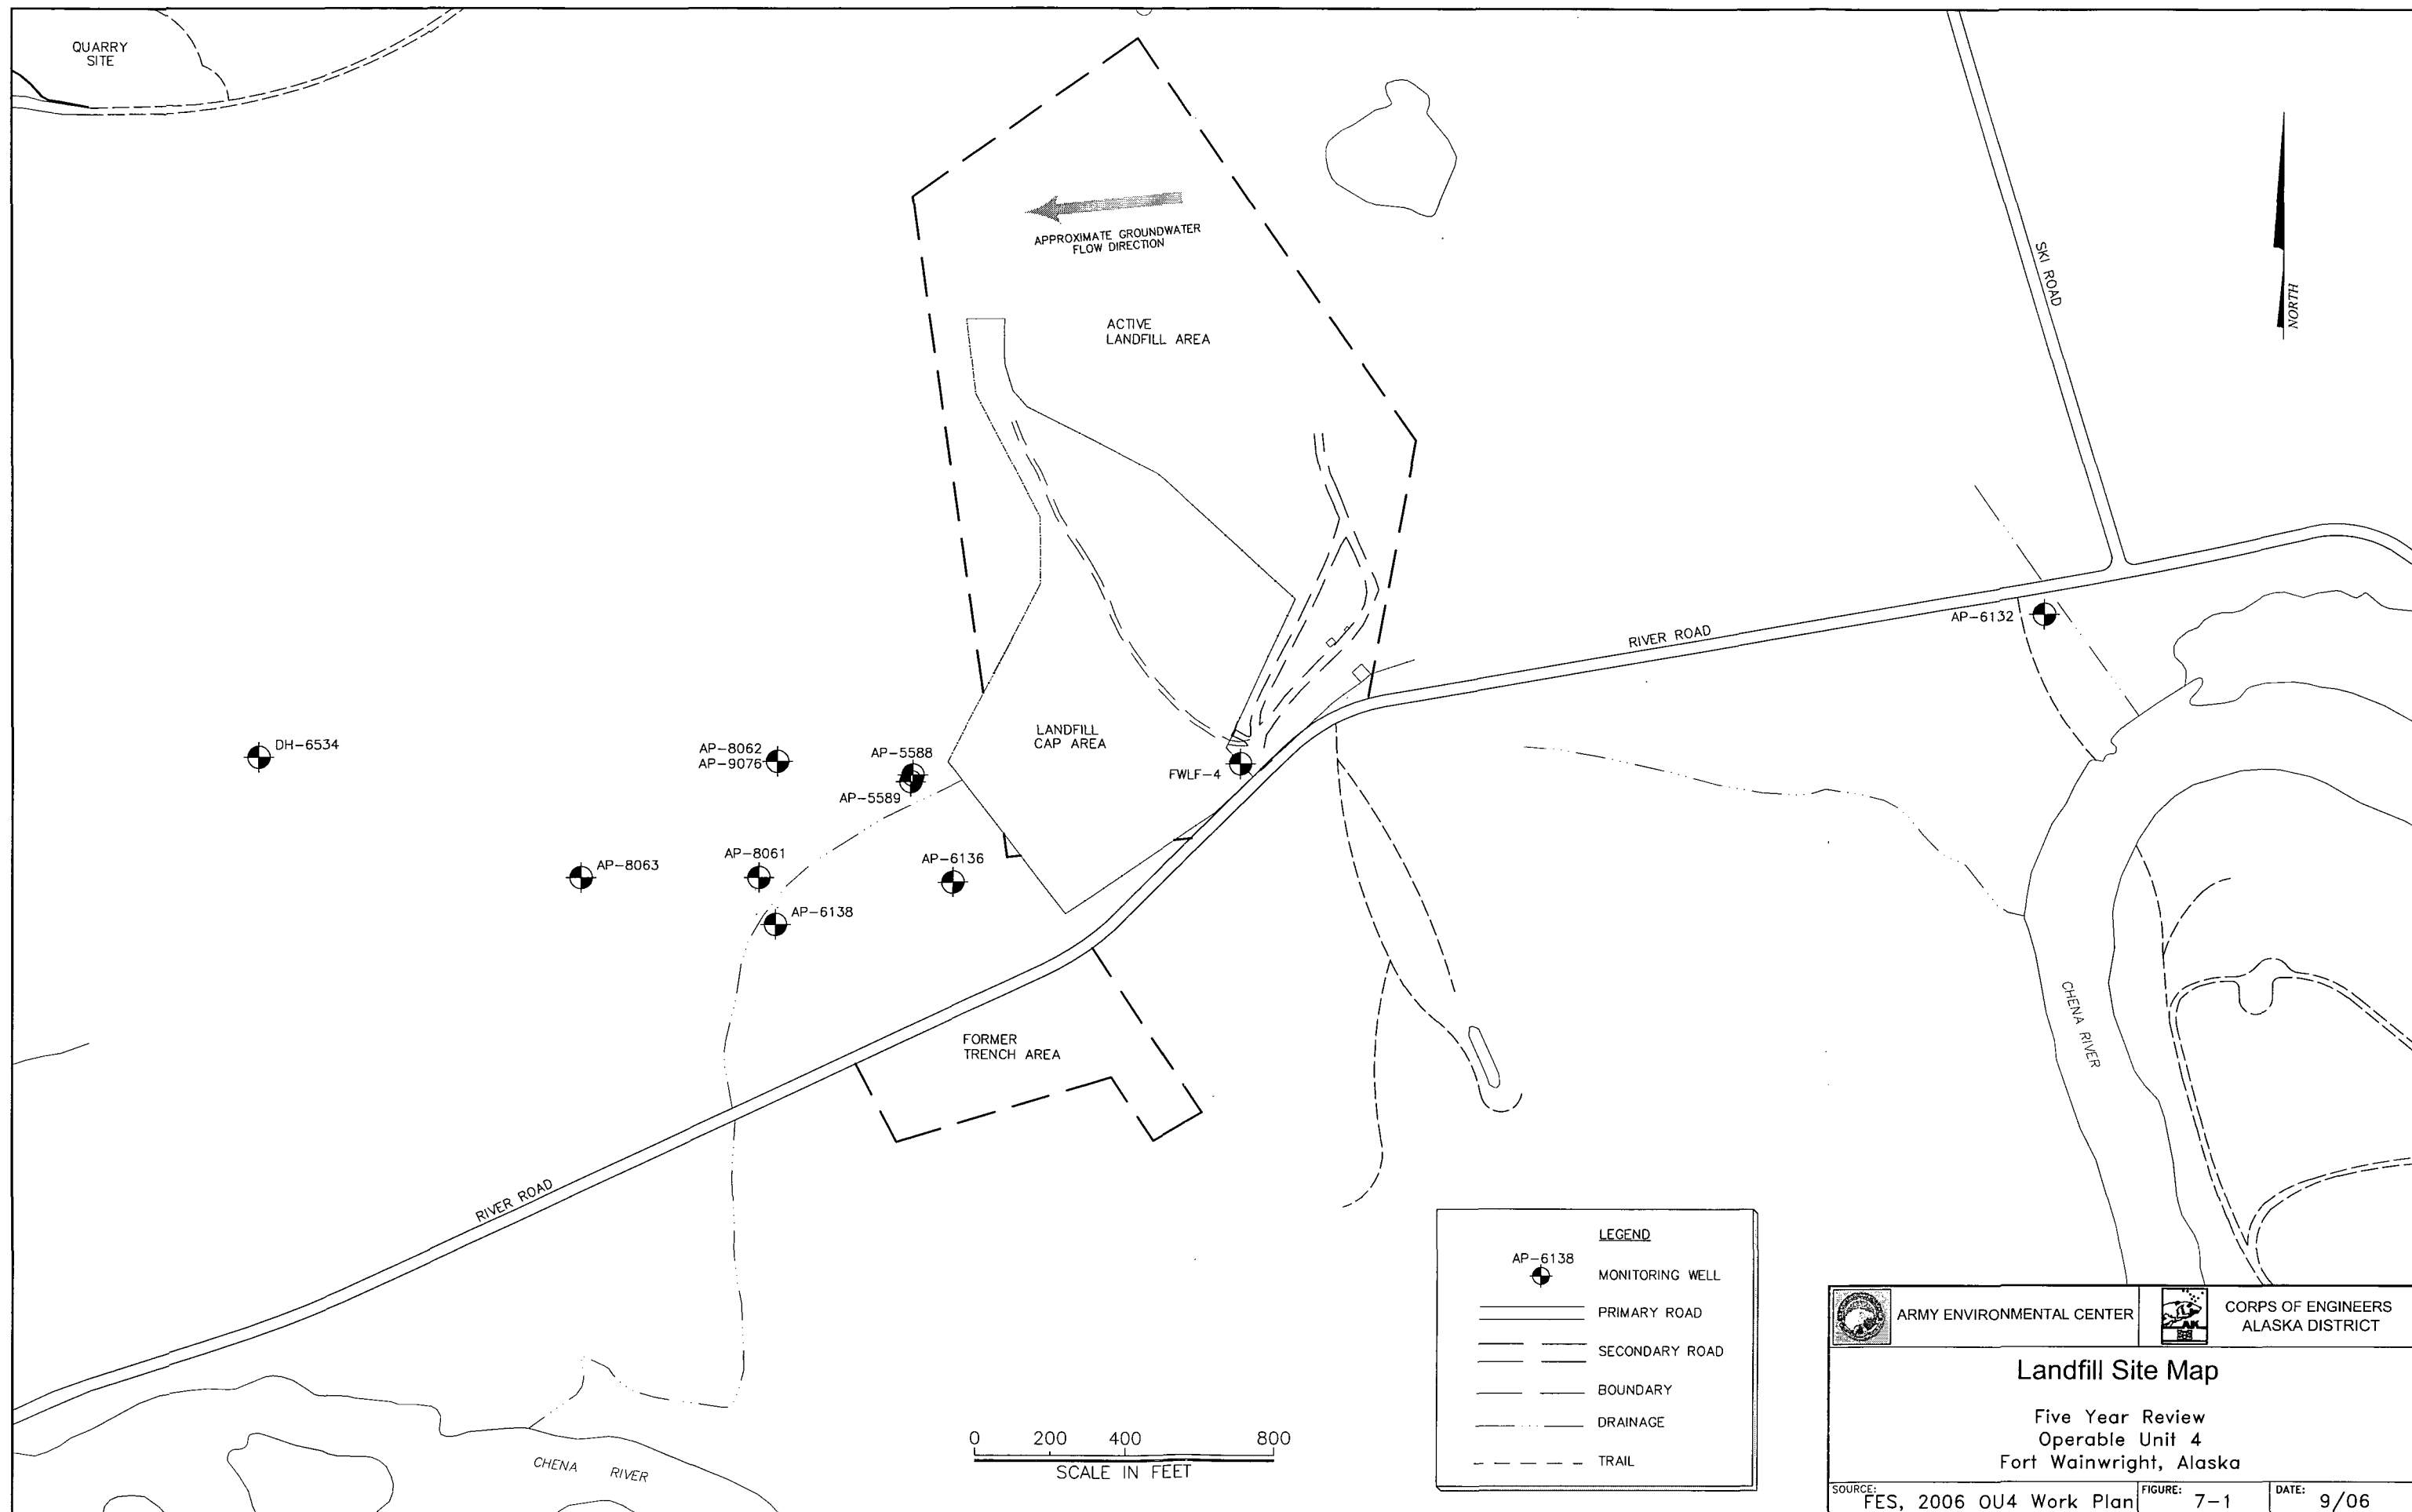 QUARRY
SITE
APPROXIMATE GROUNDWATER
FLOW DIRECTION
ACTIVE
LANDFILL AREA
SKI ROAD
NORTH
RIVER ROAD
AP-6132
DH-6534
AP-8062
AP-9076
AP-5588
AP-5589
LANDFILL
CAP AREA
FWLF-4
AP-8063
AP-8061
AP-6136
AP-6138
FORMER
TRENCH AREA
CHENA RIVER
RIVER ROAD
CHENA RIVER
0 200 400 800
SCALE IN FEET
LEGEND
AP-6138
MONITORING WELL
PRIMARY ROAD
SECONDARY ROAD
BOUNDARY
DRAINAGE
TRAIL
ARMY ENVIRONMENTAL CENTER
CORPS OF ENGINEERS
ALASKA DISTRICT
Landfill Site Map
Five Year Review
Operable Unit 4
Fort Wainwright, Alaska
SOURCE: FES, 2006 OU4 Work Plan
FIGURE: 7-1
DATE: 9/06